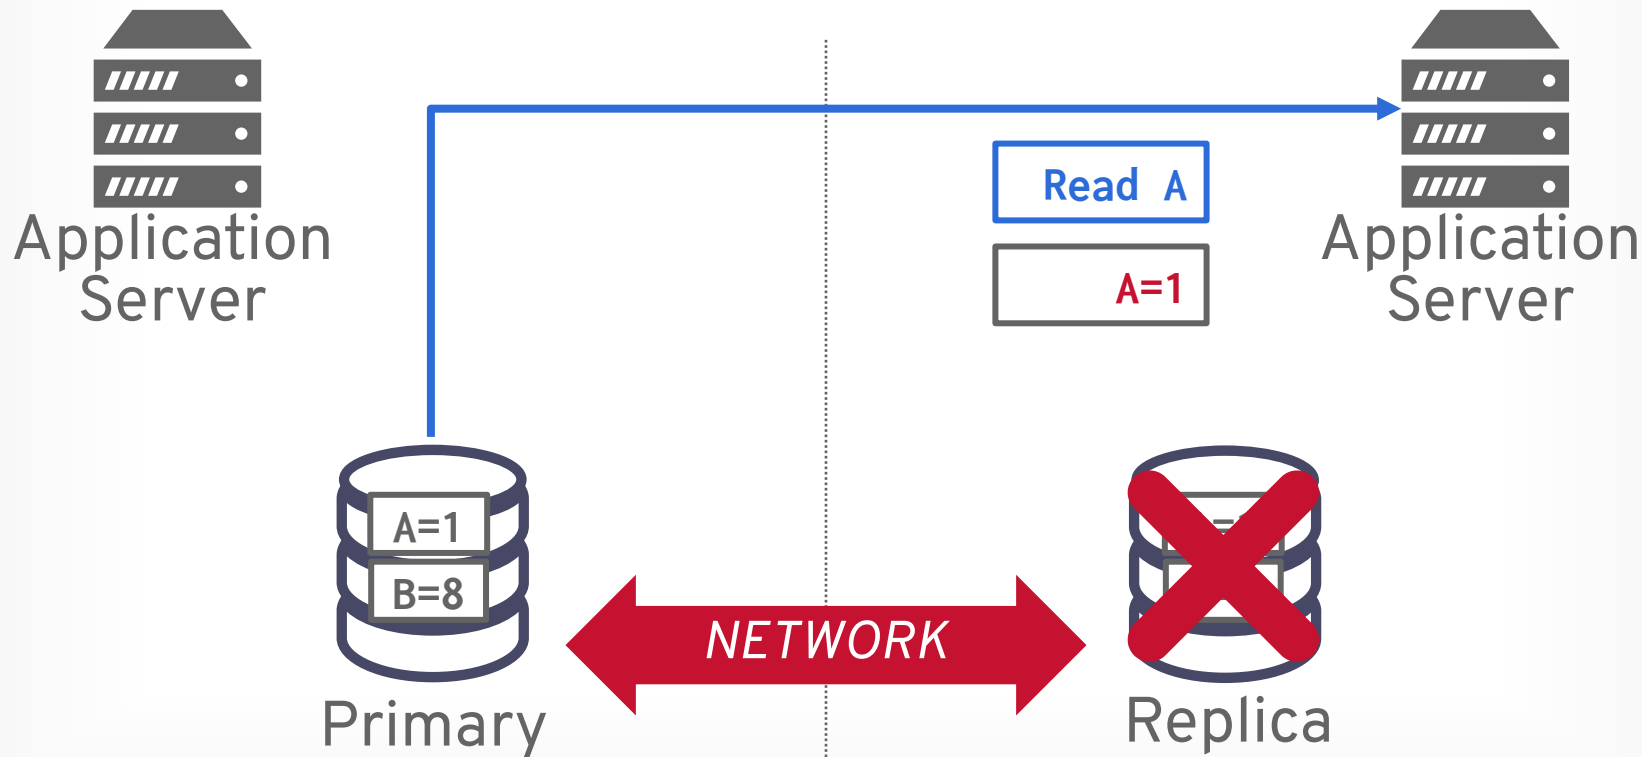 Application
Server
Application
Server
Read A
A=1
A=1
B=8
NETWORK
Primary
Replica